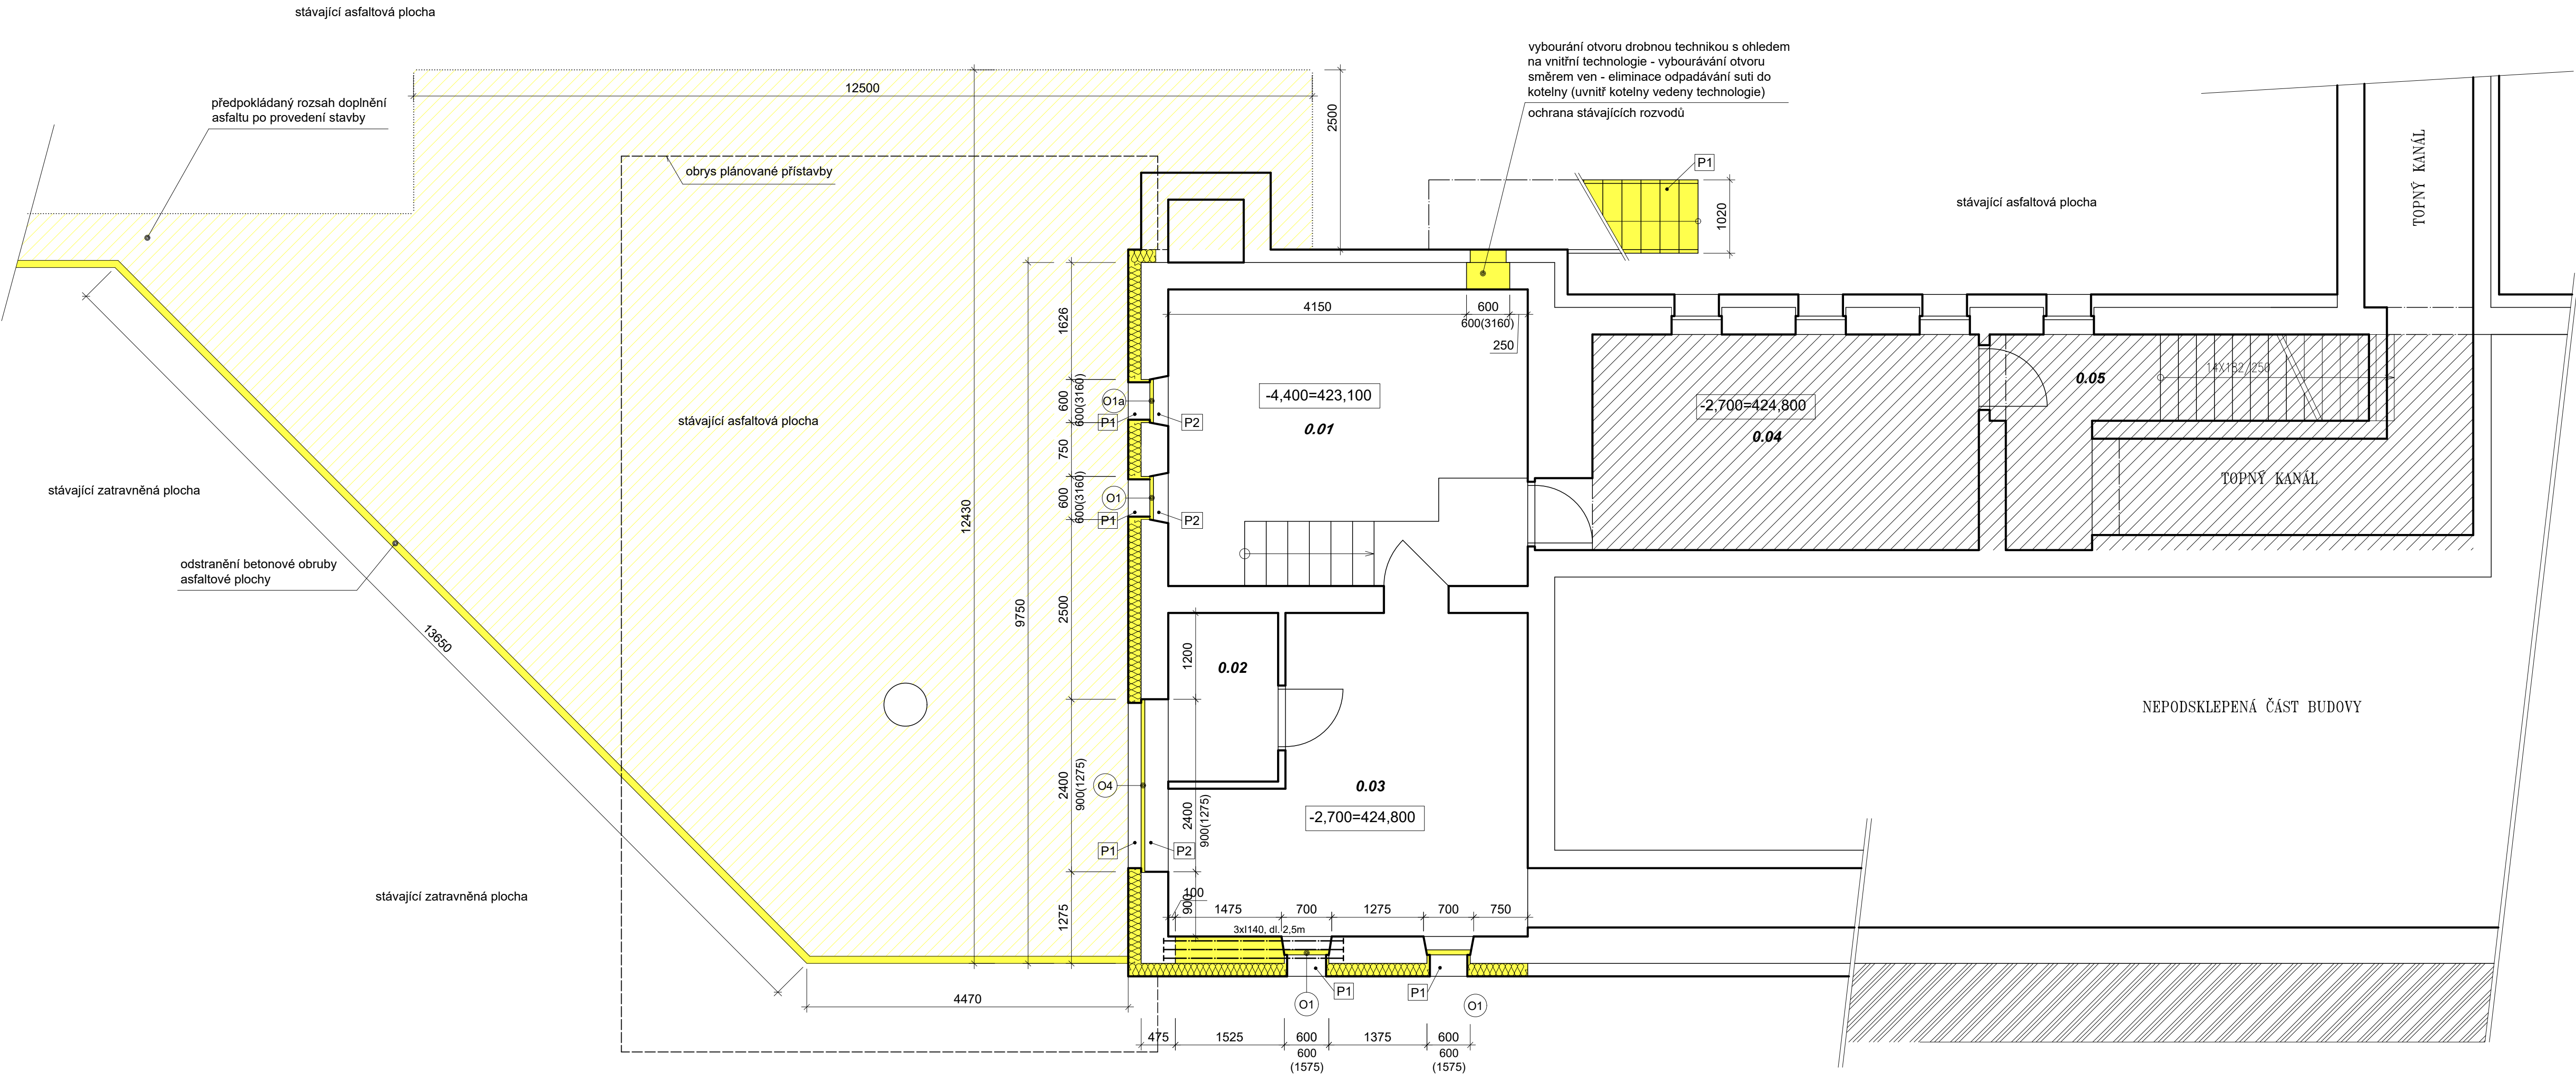 stávající asfaltová plocha
vybourání otvoru drobnou technikou s ohledem
na vnitřní technologie - vybourávání otvoru
směrem ven - eliminace odpadávání suti do
kotelny (uvnitř kotelny vedeny technologie)
ochrana stávajících rozvodů
předpokládaný rozsah doplnění
asfaltu po provedení stavby
12500
2500
obrys plánované přístavby
P1
1020
stávající asfaltová plocha
TOPNÝ KANÁL
4150
600
600(3160)
250
1626
600
600(3160)
750
600
600(3160)
2500
2400
900(1275)
1275
9750
12430
O1a
P1
P2
O1
P1
P2
-4,400=423,100
0.01
-2,700=424,800
0.04
0.05
14X182/250
TOPNÝ KANÁL
stávající asfaltová plocha
stávající zatravněná plocha
odstranění betonové obruby
asfaltové plochy
13650
1200
0.02
NEPODSKLEPENÁ ČÁST BUDOVY
O4
P1
P2
2400
900(1275)
0.03
-2,700=424,800
stávající zatravněná plocha
100
900
1475
700
1275
700
750
3xI140, dl. 2,5m
P1
P1
O1
O1
4470
475
1525
600
600
(1575)
1375
600
600
(1575)